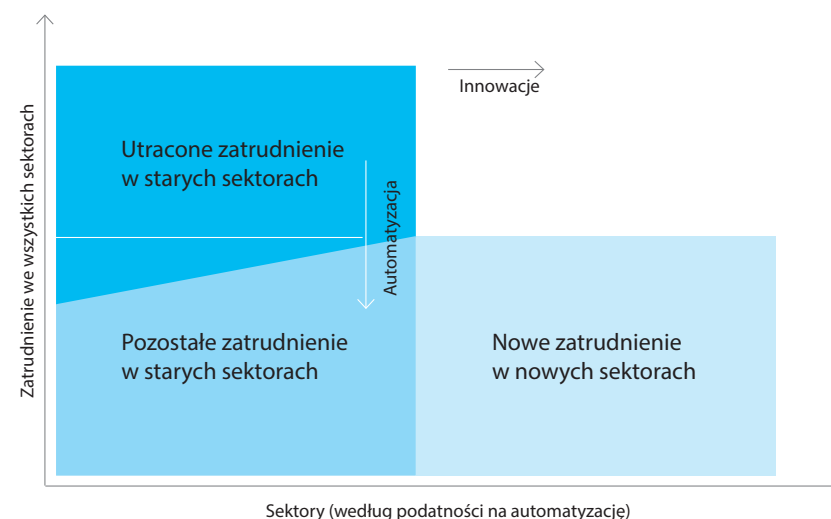 Zatrudnienie we wszystkich sektorach
Innowacje
Utracone zatrudnienie
w starych sektorach
Automatyzacja
Pozostałe zatrudnienie
w starych sektorach
Nowe zatrudnienie
w nowych sektorach
Sektory (według podatności na automatyzację)